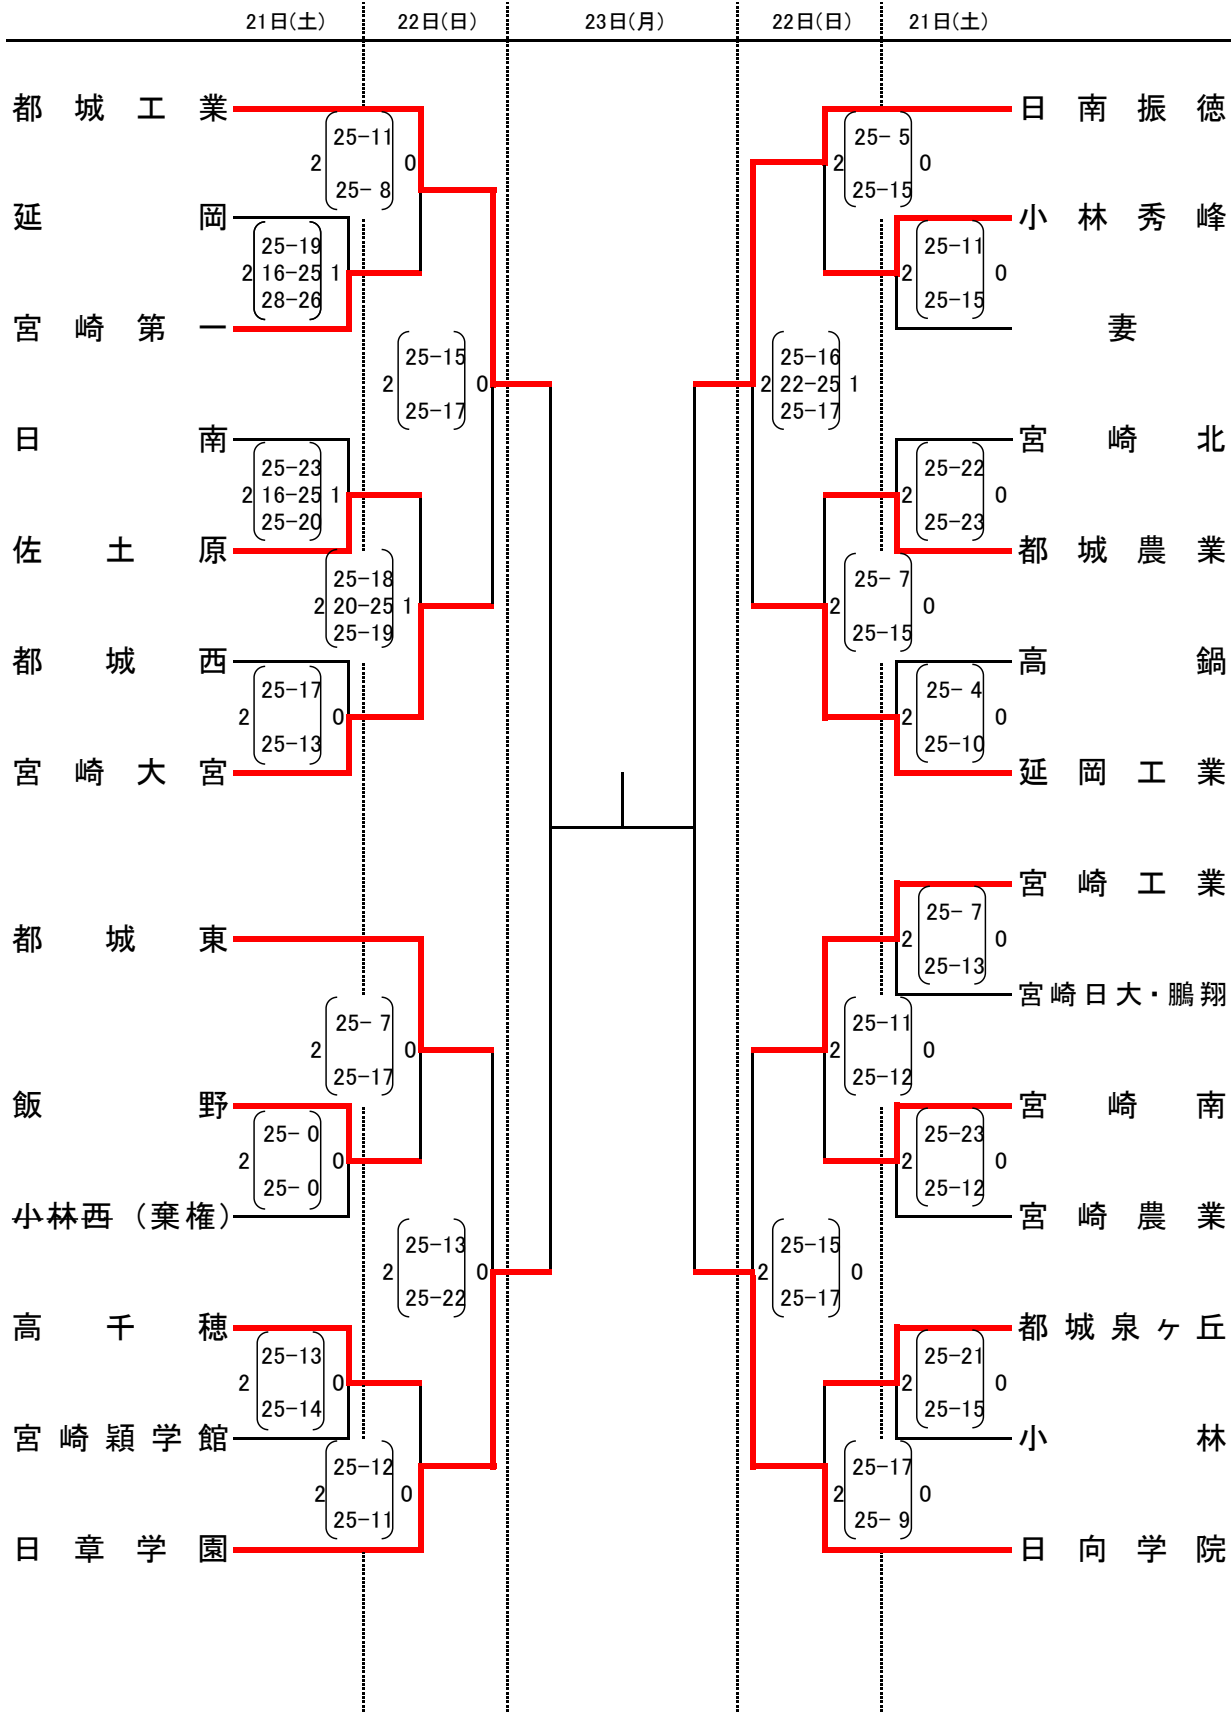 21日(土) 22日(日) 23日(月) 22日(日) 21日(土)
都城工業 日南振徳
25-11 25- 5
2 0 2 0
25- 8 25-15
延岡 小林秀峰
25-19 25-11
2 16-25 1 2 0
28-26 25-15
宮崎第一 妻
25-15 25-16
2 0 2 22-25 1
25-17 25-17
日南 宮崎北
25-23 25-22
2 16-25 1 2 0
25-20 25-23
佐土原 都城農業
25-18 25- 7
2 20-25 1 2 0
25-19 25-15
都城西 高鍋
25-17 25- 4
2 0 2 0
25-13 25-10
宮崎大宮 延岡工業
宮崎工業
25- 7
都城東 2 0
25-13
宮崎日大・鵬翔
25- 7 25-11
2 0 2 0
25-17 25-12
飯野 宮崎南
25- 0 25-23
2 0 2 0
25- 0 25-12
小林西(棄権) 宮崎農業
25-13 25-15
2 0 2 0
25-22 25-17
高千穂 都城泉ヶ丘
25-13 25-21
2 0 2 0
25-14 25-15
宮崎穎学館 小林
25-12 25-17
2 0 2 0
25-11 25- 9
日章学園 日向学院